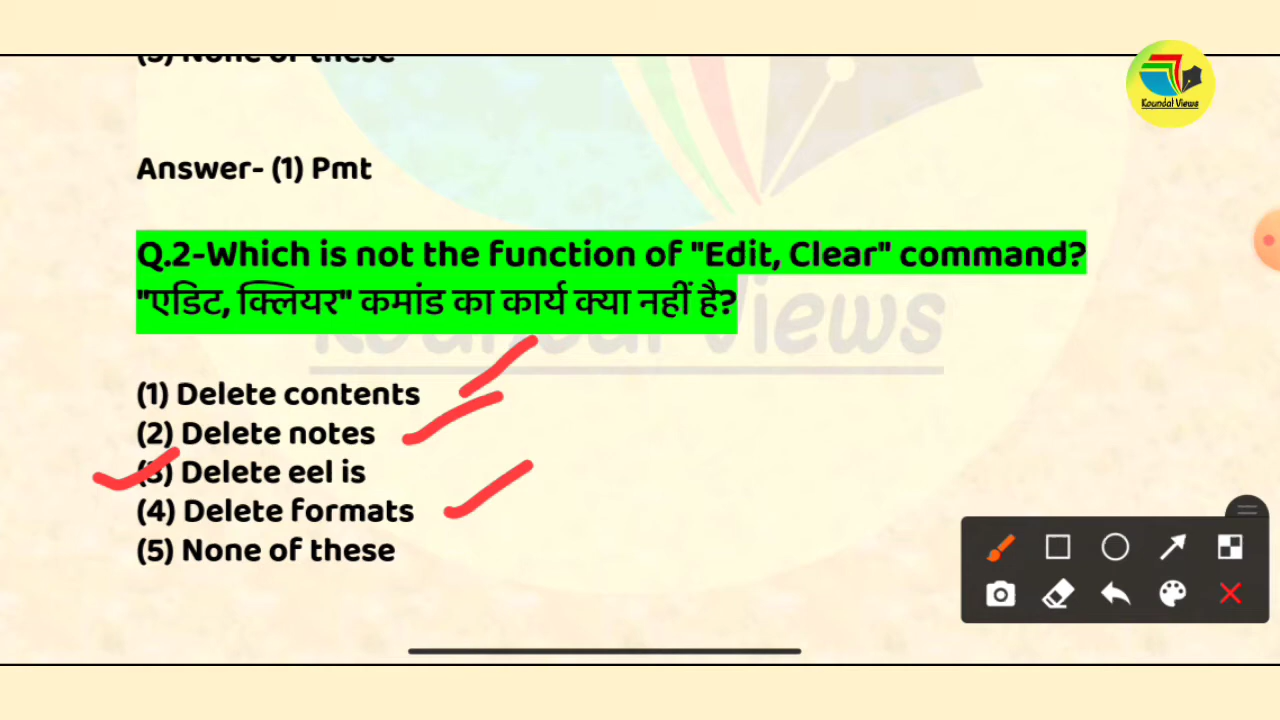 (5) None of these
Koundal Views
Answer- (1) Pmt
Q.2-Which is not the function of "Edit, Clear" command?
"एडिट, क्लियर" कमांड का कार्य क्या नहीं है?
Koundal Views
(1) Delete contents
(2) Delete notes
(3) Delete eel is
(4) Delete formats
(5) None of these